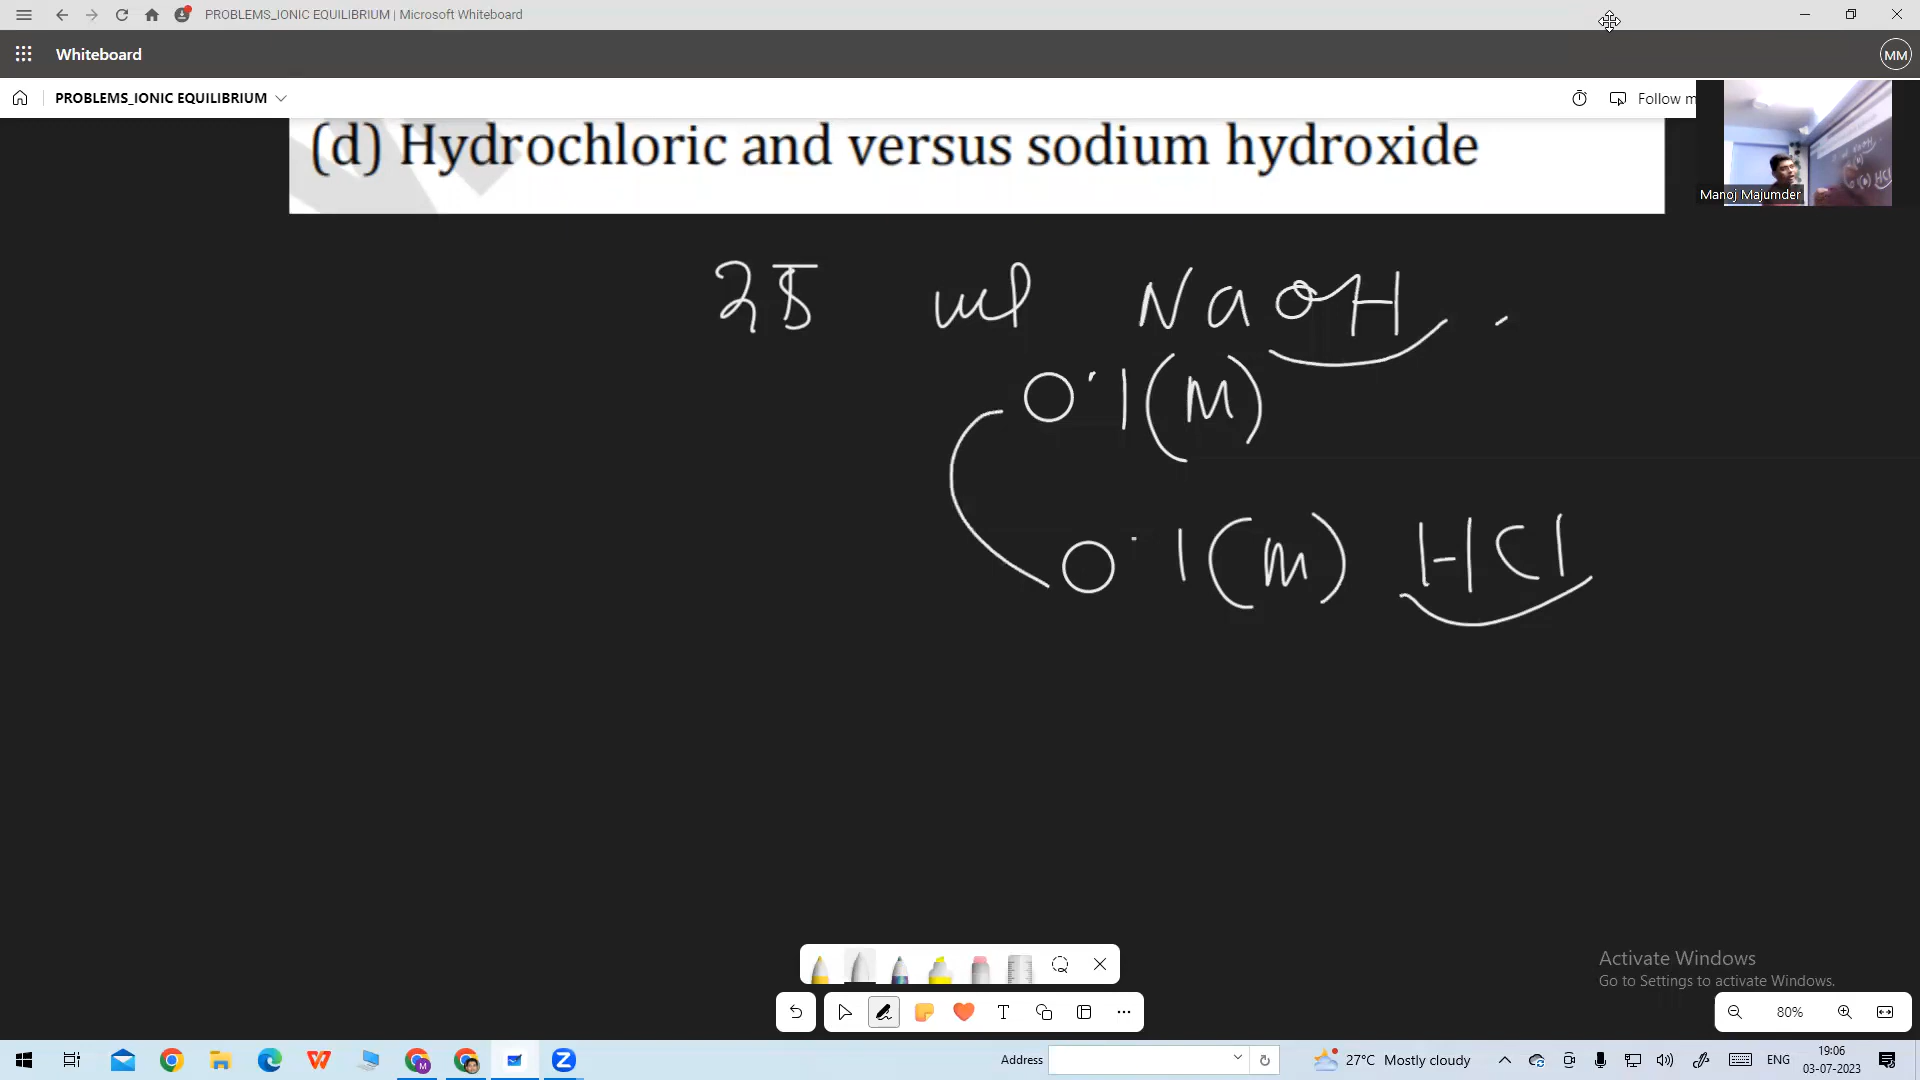 PROBLEMS_IONIC EQUILIBRIUM | Microsoft Whiteboard
Whiteboard
MM
PROBLEMS_IONIC EQUILIBRIUM
Follow m
Manoj Majumder
(d) Hydrochloric and versus sodium hydroxide
25 ml NaOH .
0.1(M)
0.1(M) HCl
Activate Windows
Go to Settings to activate Windows.
80%
Address
27°C Mostly cloudy
ENG
19:06
03-07-2023